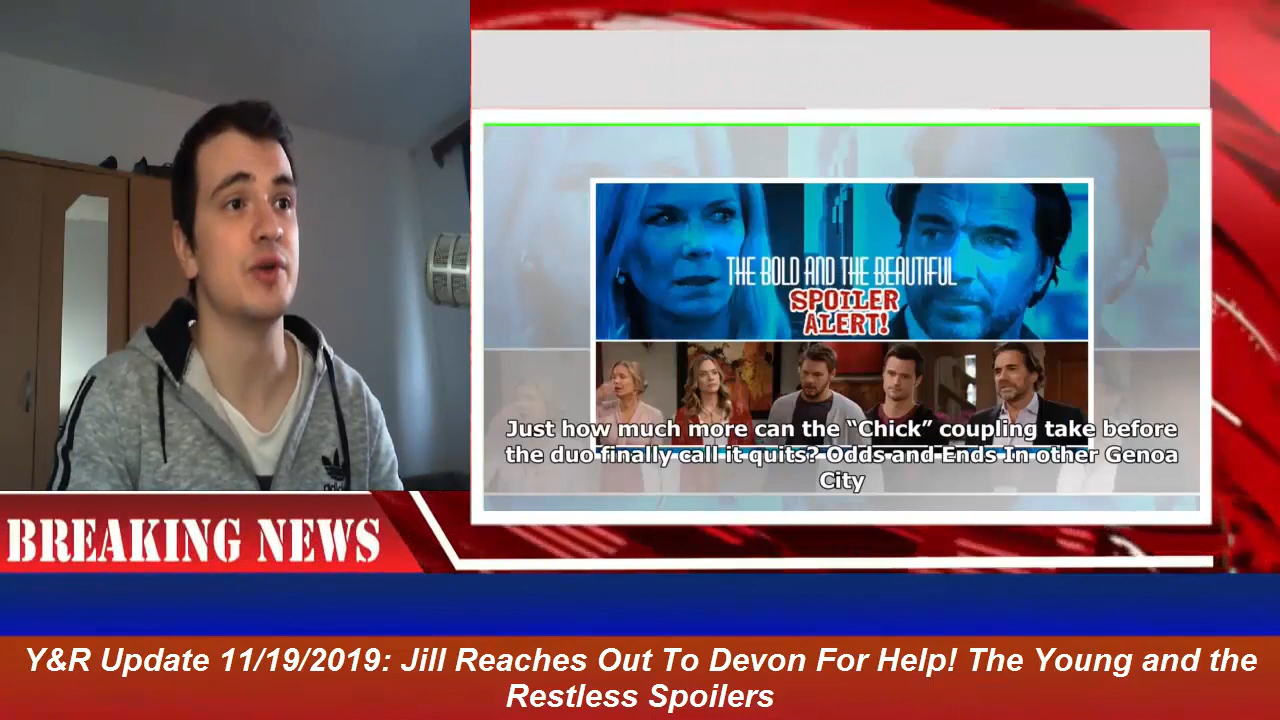 THE BOLD AND THE BEAUTIFUL
SPOILER
ALERT!
Just how much more can the “Chick” coupling take before
the duo finally call it quits? Odds and Ends In other Genoa
City
adidas
BREAKING NEWS
Y&R Update 11/19/2019: Jill Reaches Out To Devon For Help! The Young and the
Restless Spoilers